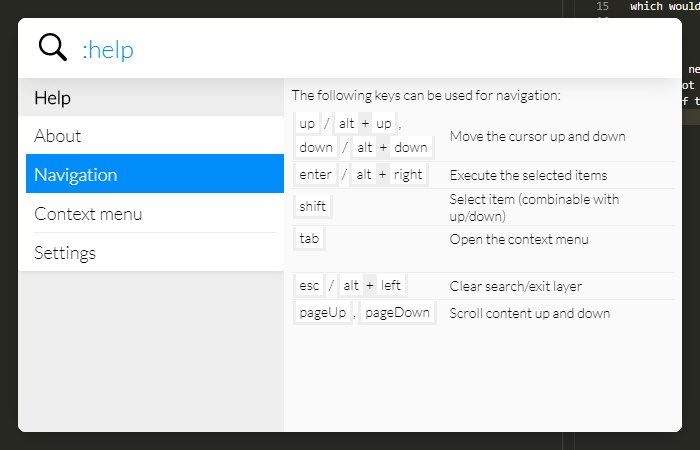 15 which would
:help
Help
The following keys can be used for navigation:
up / alt + up ,
down / alt + down
Move the cursor up and down
About
Navigation
enter / alt + right
Execute the selected items
Context menu
shift
Select item (combinable with
up/down)
Settings
tab
Open the context menu
esc / alt + left
Clear search/exit layer
pageUp , pageDown
Scroll content up and down
ne
ot
f t